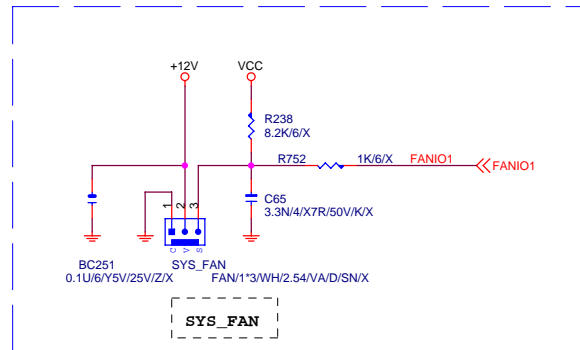 +12V
VCC
R238
8.2K/6/X
R752
1K/6/X
FANIO1
FANIO1
C65
3.3N/4/X7R/50V/K/X
1
2
3
C
V
S
BC251
0.1U/6/Y5V/25V/Z/X
SYS_FAN
FAN/1*3/WH/2.54/VA/D/SN/X
SYS_FAN